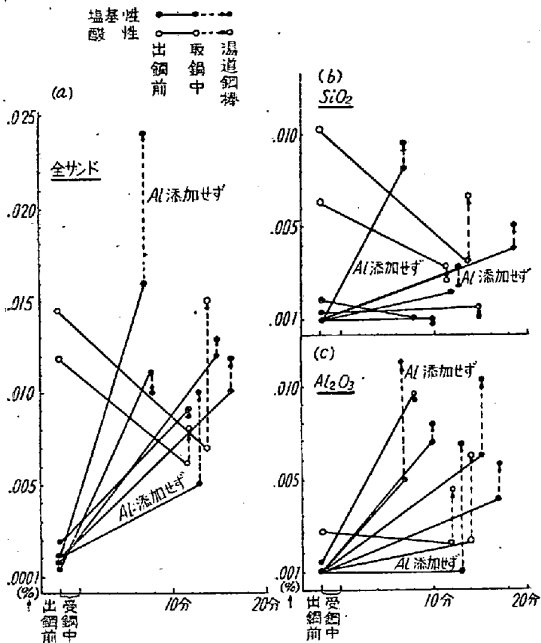 塩基性
酸性
出鋼前
取鍋中
湯道鋼棒
(a)
全サンド
.025
.020
.015
.010
.005
.0001
(%)
Al添加せず
Al添加せず
出鋼前
受鋼中
10分
20分
(b)
SiO₂
.010
.005
.001
Al添加せず
Al添加せず
(c)
Al₂O₃
.010
.005
.001
(%)
Al添加せず
Al添加せず
出鋼前
受鋼中
10分
20分